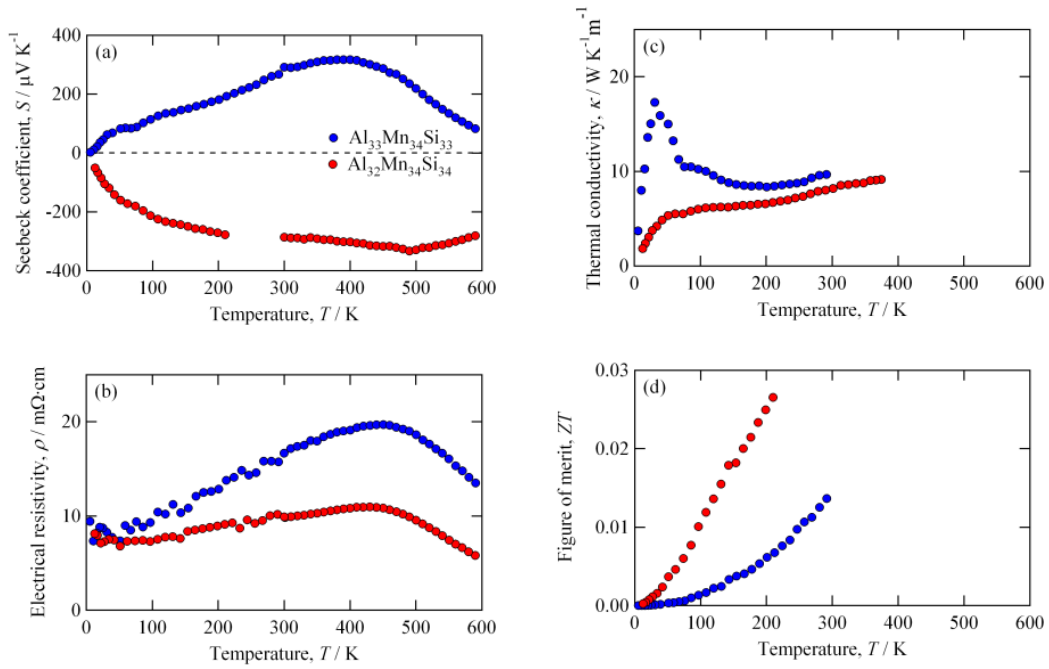 (a)
Seebeck coefficient, S / μV K⁻¹
400
200
0
-200
-400
Al₃₃Mn₃₄Si₃₃
Al₃₂Mn₃₄Si₃₄
0 100 200 300 400 500 600
Temperature, T / K
(c)
Thermal conductivity, κ / W K⁻¹m⁻¹
20
10
0
0 100 200 300 400 500 600
Temperature, T / K
(b)
Electrical resistivity, ρ / mΩ·cm
20
10
0
0 100 200 300 400 500 600
Temperature, T / K
(d)
Figure of merit, ZT
0.03
0.02
0.01
0.00
0 100 200 300 400 500 600
Temperature, T / K